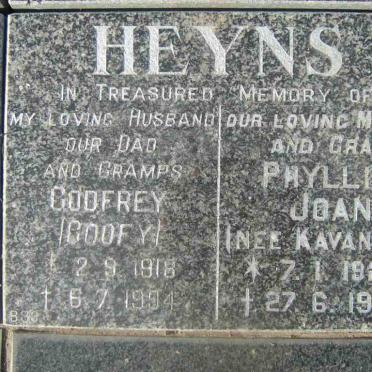 HEYNS
IN TREASURED MEMORY OF
MY LOVING HUSBAND
OUR DAD
AND GRAMPS
GODFREY
(GOOFY)
* 2.9.1918
† 6.7.1994
OUR LOVING M
AND GRA
PHYLLI
JOAN
(NEE KAVAN
* 7.1.19
† 27.6.19